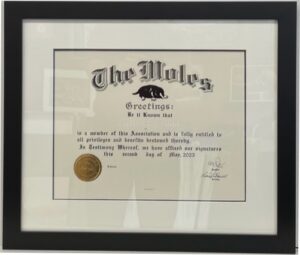 The Moles
Greetings:
Be it Known that
is a member of this Association and is fully entitled to
all privileges and benefits bestowed thereby.
In Testimony Whereof, we have affixed our signatures
this second day of May, 2023